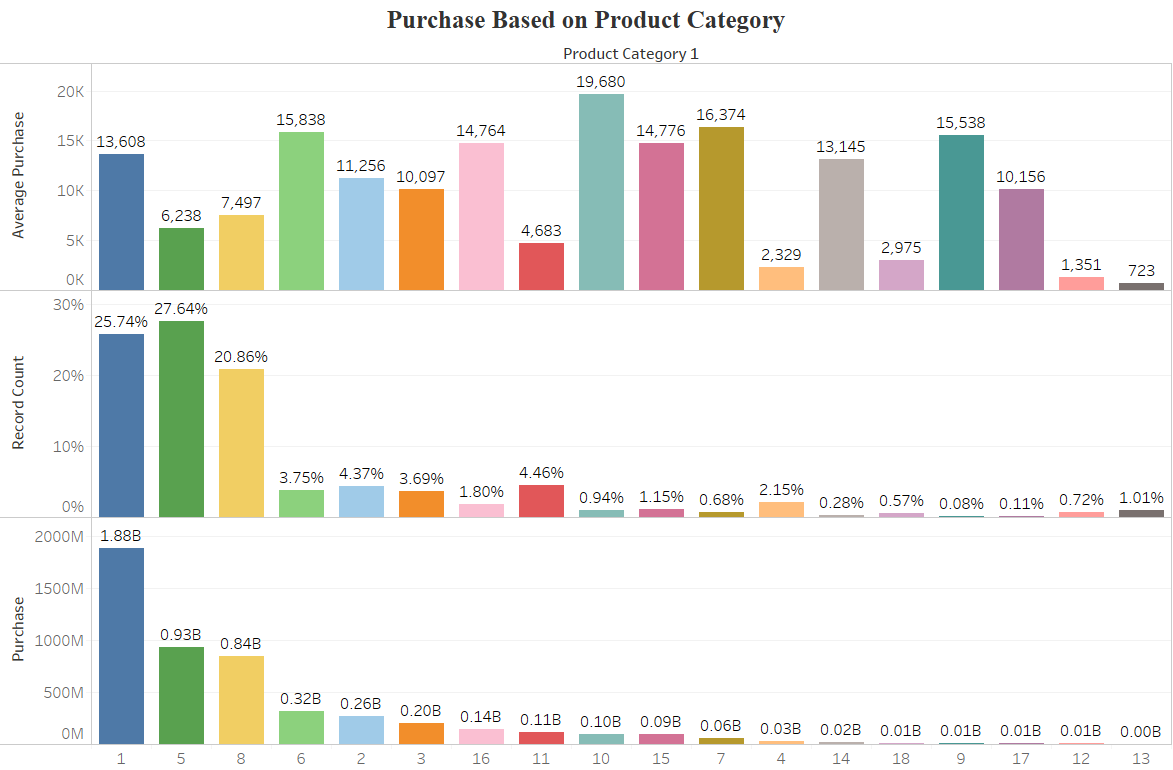 Purchase Based on Product Category
Product Category 1
Average Purchase
20K
15K
10K
5K
0K
13,608
6,238
7,497
15,838
11,256
10,097
14,764
4,683
19,680
14,776
16,374
2,329
13,145
2,975
15,538
10,156
1,351
723
Record Count
30%
20%
10%
0%
25.74%
27.64%
20.86%
3.75%
4.37%
3.69%
1.80%
4.46%
0.94%
1.15%
0.68%
2.15%
0.28%
0.57%
0.08%
0.11%
0.72%
1.01%
Purchase
2000M
1500M
1000M
500M
0M
1.88B
0.93B
0.84B
0.32B
0.26B
0.20B
0.14B
0.11B
0.10B
0.09B
0.06B
0.03B
0.02B
0.01B
0.01B
0.01B
0.01B
0.00B
1 5 8 6 2 3 16 11 10 15 7 4 14 18 9 17 12 13